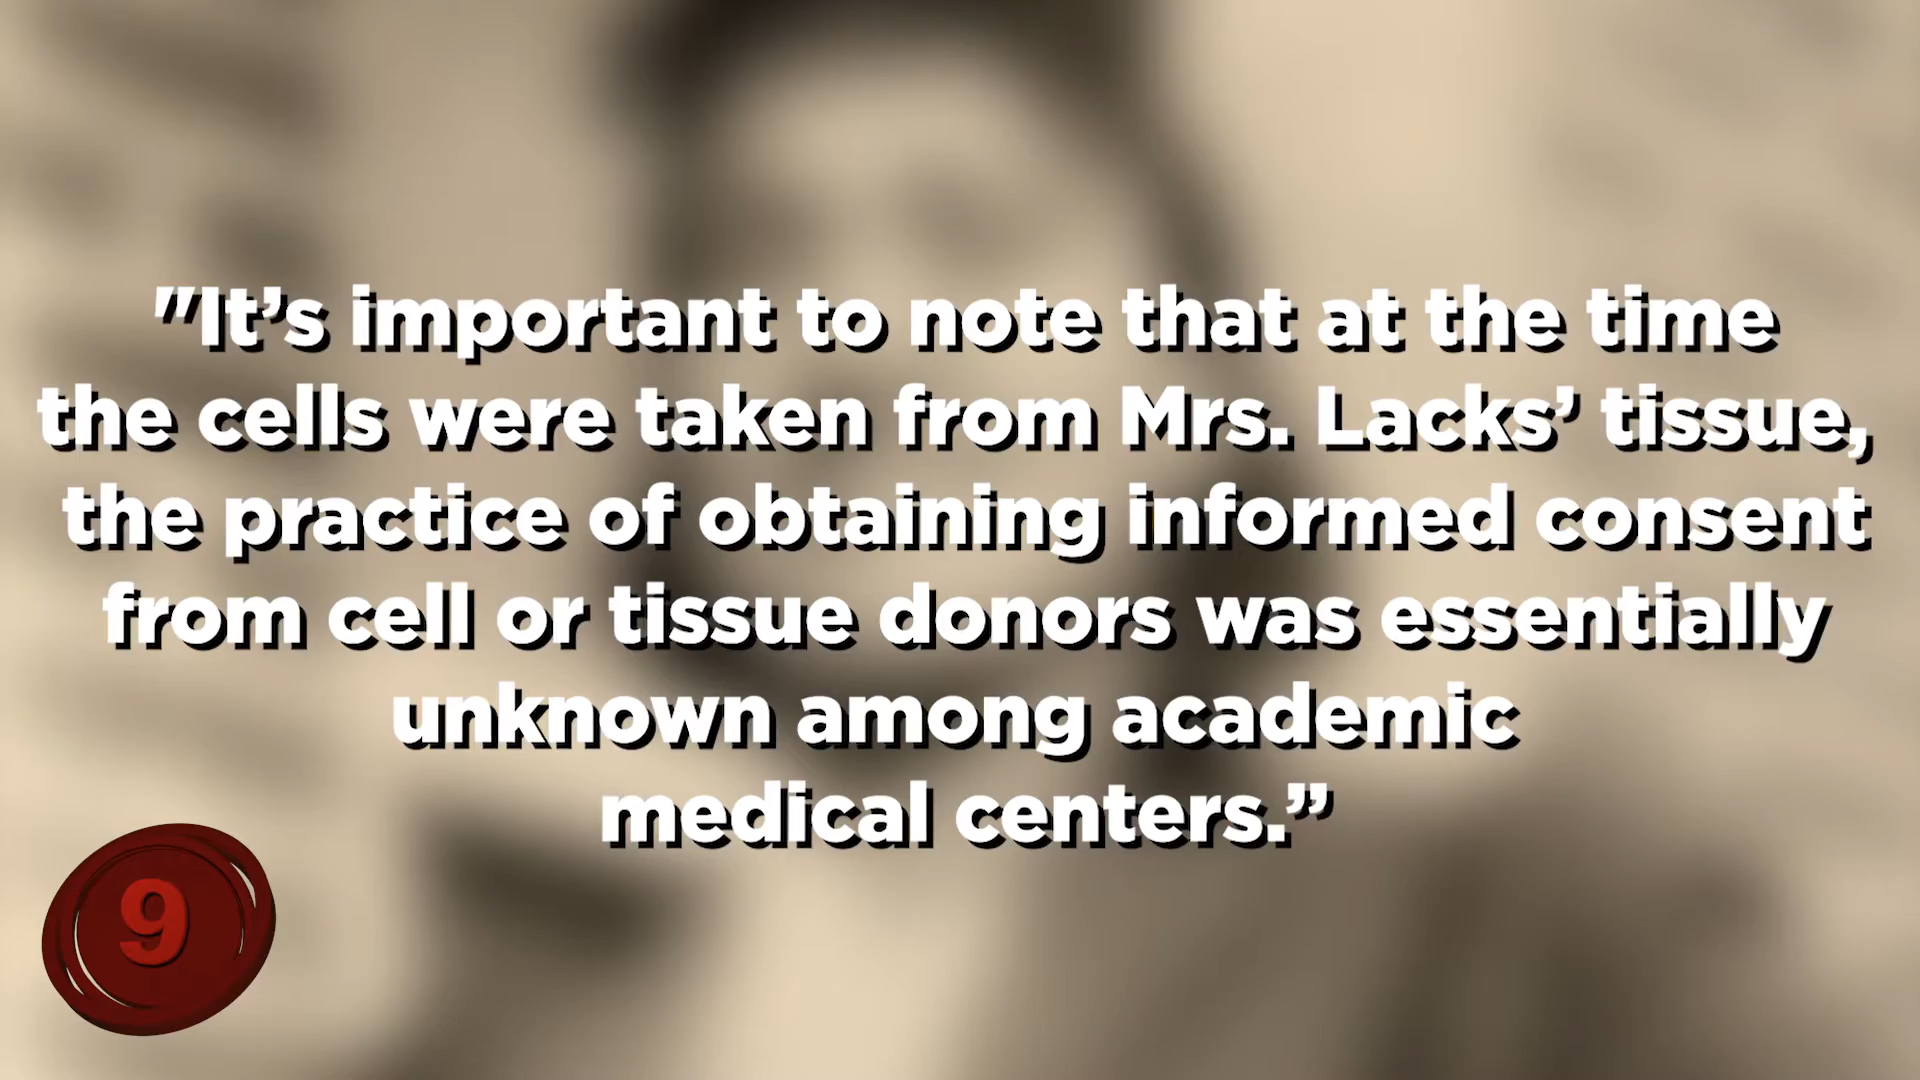 "It’s important to note that at the time
the cells were taken from Mrs. Lacks’ tissue,
the practice of obtaining informed consent
from cell or tissue donors was essentially
unknown among academic
medical centers.”
9